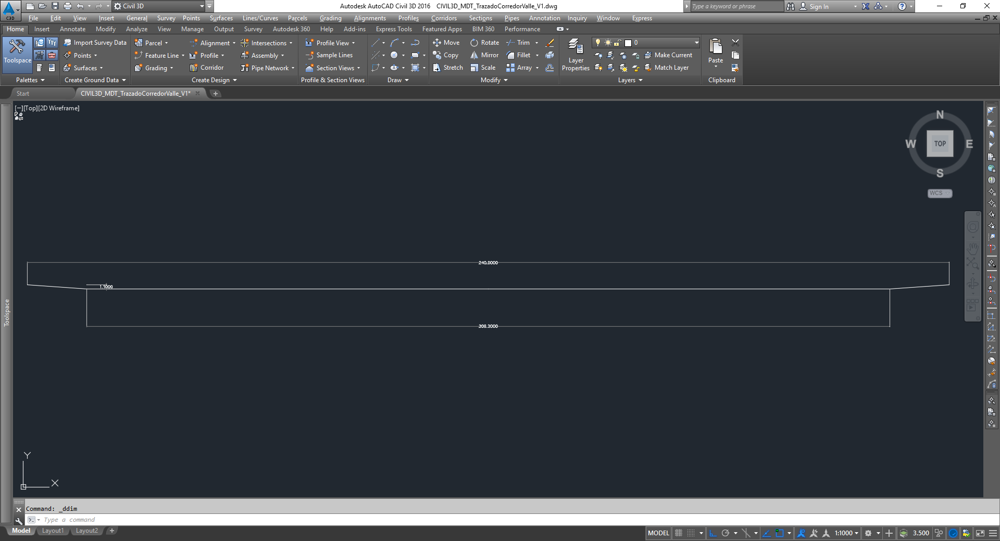 Civil 3D
Autodesk AutoCAD Civil 3D 2016 CIVIL3D_MDT_TrazadoCorredorValle_V1.dwg
Type a keyword or phrase
Sign In
C3D
File Edit View Insert General Survey Points Surfaces Lines/Curves Parcels Grading Alignments Profiles Corridors Sections Pipes Annotation Inquiry Window Express
Home Insert Annotate Modify Analyze View Manage Output Survey Autodesk 360 Help Add-ins Express Tools Featured Apps BIM 360 Performance
Import Survey Data Parcel Alignment Intersections Profile View Move Rotate Trim 0
Points Feature Line Profile Assembly Sample Lines Copy Mirror Fillet Make Current
Toolspace Layer Properties Paste
Surfaces Grading Corridor Pipe Network Section Views Stretch Scale Array Match Layer
Palettes Create Ground Data Create Design Profile & Section Views Draw Modify Layers Clipboard
Start CIVIL3D_MDT_TrazadoCorredorValle_V1*
[−][Top][2D Wireframe]
N
W TOP E
S
WCS
240.0000
1.1000
209.2000
Toolspace
Y
X
Command: _ddim
Type a command
Model Layout1 Layout2
MODEL 1:1000 3.500